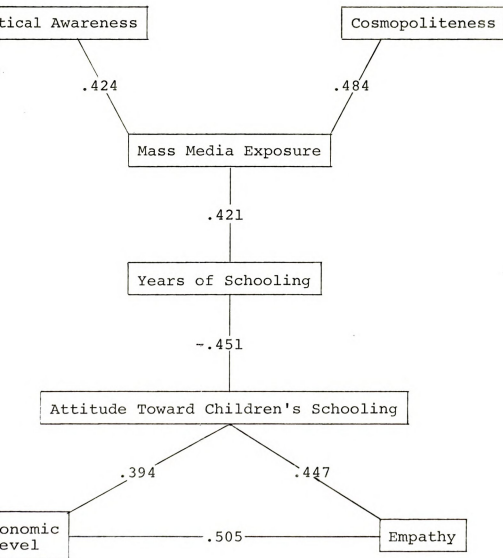 tical Awareness
Cosmopoliteness
.424
.484
Mass Media Exposure
.421
Years of Schooling
-.451
Attitude Toward Children's Schooling
.394
.447
onomic
evel
.505
Empathy